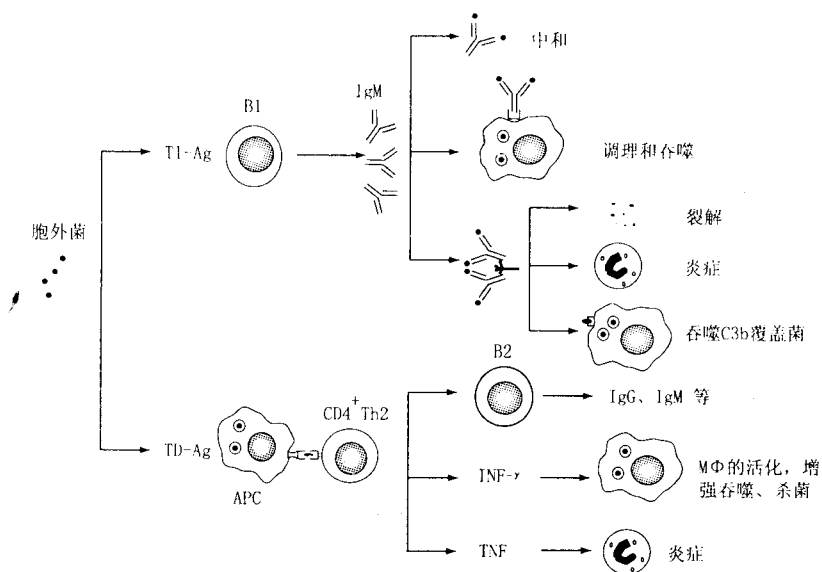 中和
B1
IgM
TI-Ag
调理和吞噬
胞外菌
裂解
炎症
吞噬C3b覆盖菌
B2
CD4+Th2
IgG、IgM 等
TD-Ag
APC
INF-γ
MΦ的活化，增
强吞噬、杀菌
TNF
炎症